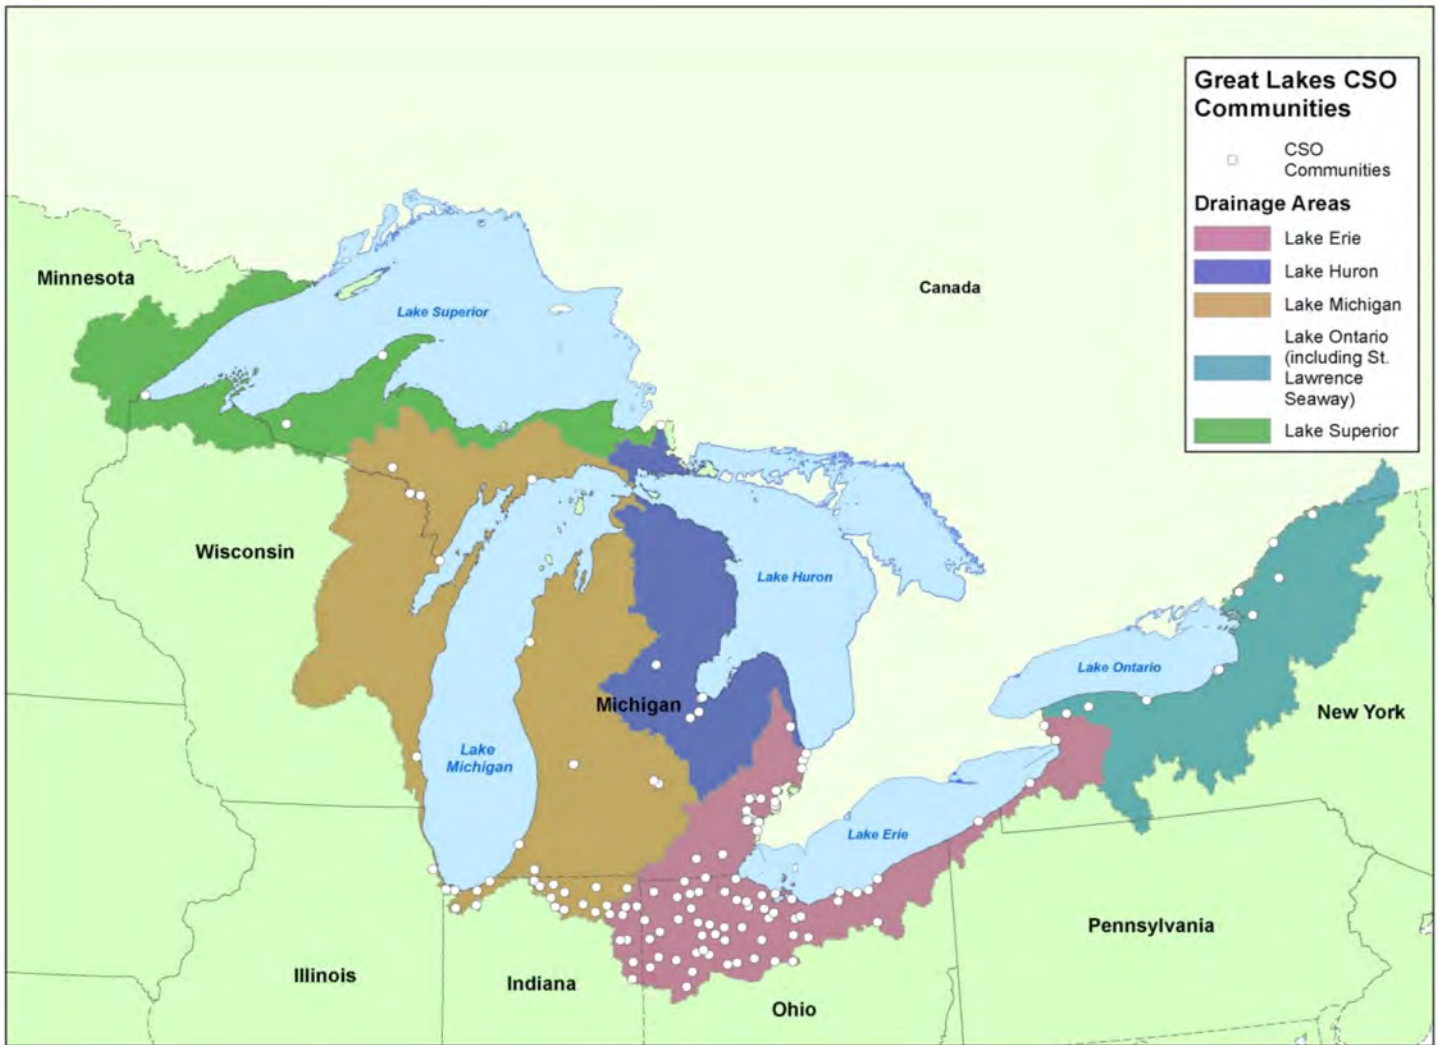 Great Lakes CSO
Communities
CSO
Communities
Drainage Areas
Lake Erie
Lake Huron
Lake Michigan
Lake Ontario
(including St.
Lawrence
Seaway)
Lake Superior
Minnesota
Canada
Lake Superior
Wisconsin
Lake Huron
Lake Ontario
Michigan
New York
Lake
Michigan
Lake Erie
Pennsylvania
Illinois
Indiana
Ohio